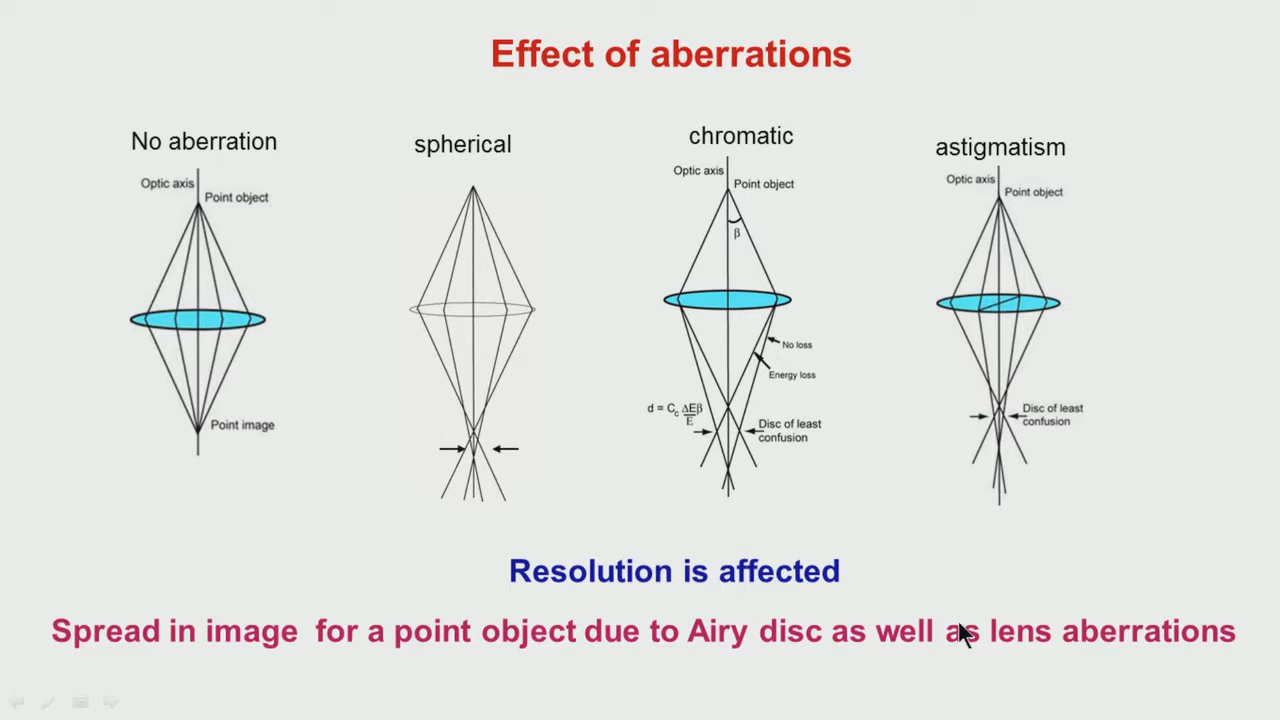 Effect of aberrations
No aberration
Optic axis
Point object
Point image
spherical
chromatic
Optic axis
Point object
β
No loss
Energy loss
d = Cc ΔEβ
E
Disc of least
confusion
astigmatism
Optic axis
Point object
Disc of least
confusion
Resolution is affected
Spread in image for a point object due to Airy disc as well as lens aberrations